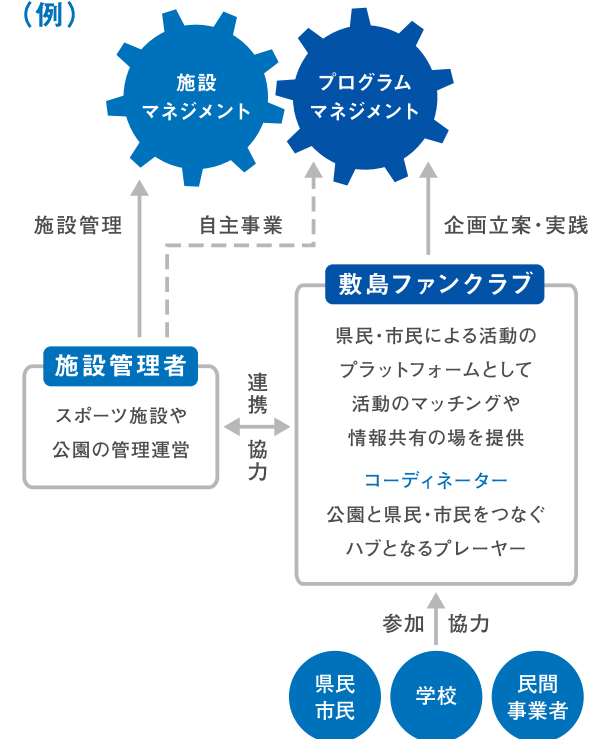 （例）
施設
マネジメント
プログラム
マネジメント
施設管理
自主事業
企画立案・実践
敷島ファンクラブ
県民・市民による活動の
プラットフォームとして
活動のマッチングや
情報共有の場を提供
コーディネーター
公園と県民・市民をつなぐ
ハブとなるプレーヤー
施設管理者
スポーツ施設や
公園の管理運営
連携
協力
参加
協力
県民
市民
学校
民間
事業者